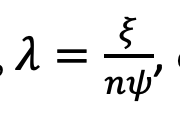 , λ = ξ/nψ,